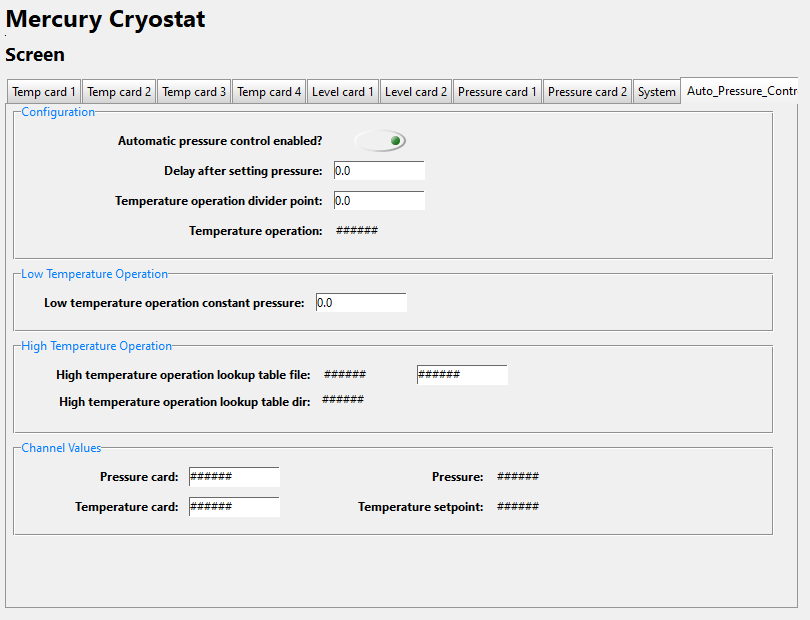 Mercury Cryostat
Screen
Temp card 1 Temp card 2 Temp card 3 Temp card 4 Level card 1 Level card 2 Pressure card 1 Pressure card 2 System Auto_Pressure_Contr
Configuration
Automatic pressure control enabled?
Delay after setting pressure: 0.0
Temperature operation divider point: 0.0
Temperature operation: ######
Low Temperature Operation
Low temperature operation constant pressure: 0.0
High Temperature Operation
High temperature operation lookup table file: ###### ######
High temperature operation lookup table dir: ######
Channel Values
Pressure card: ###### Pressure: ######
Temperature card: ###### Temperature setpoint: ######